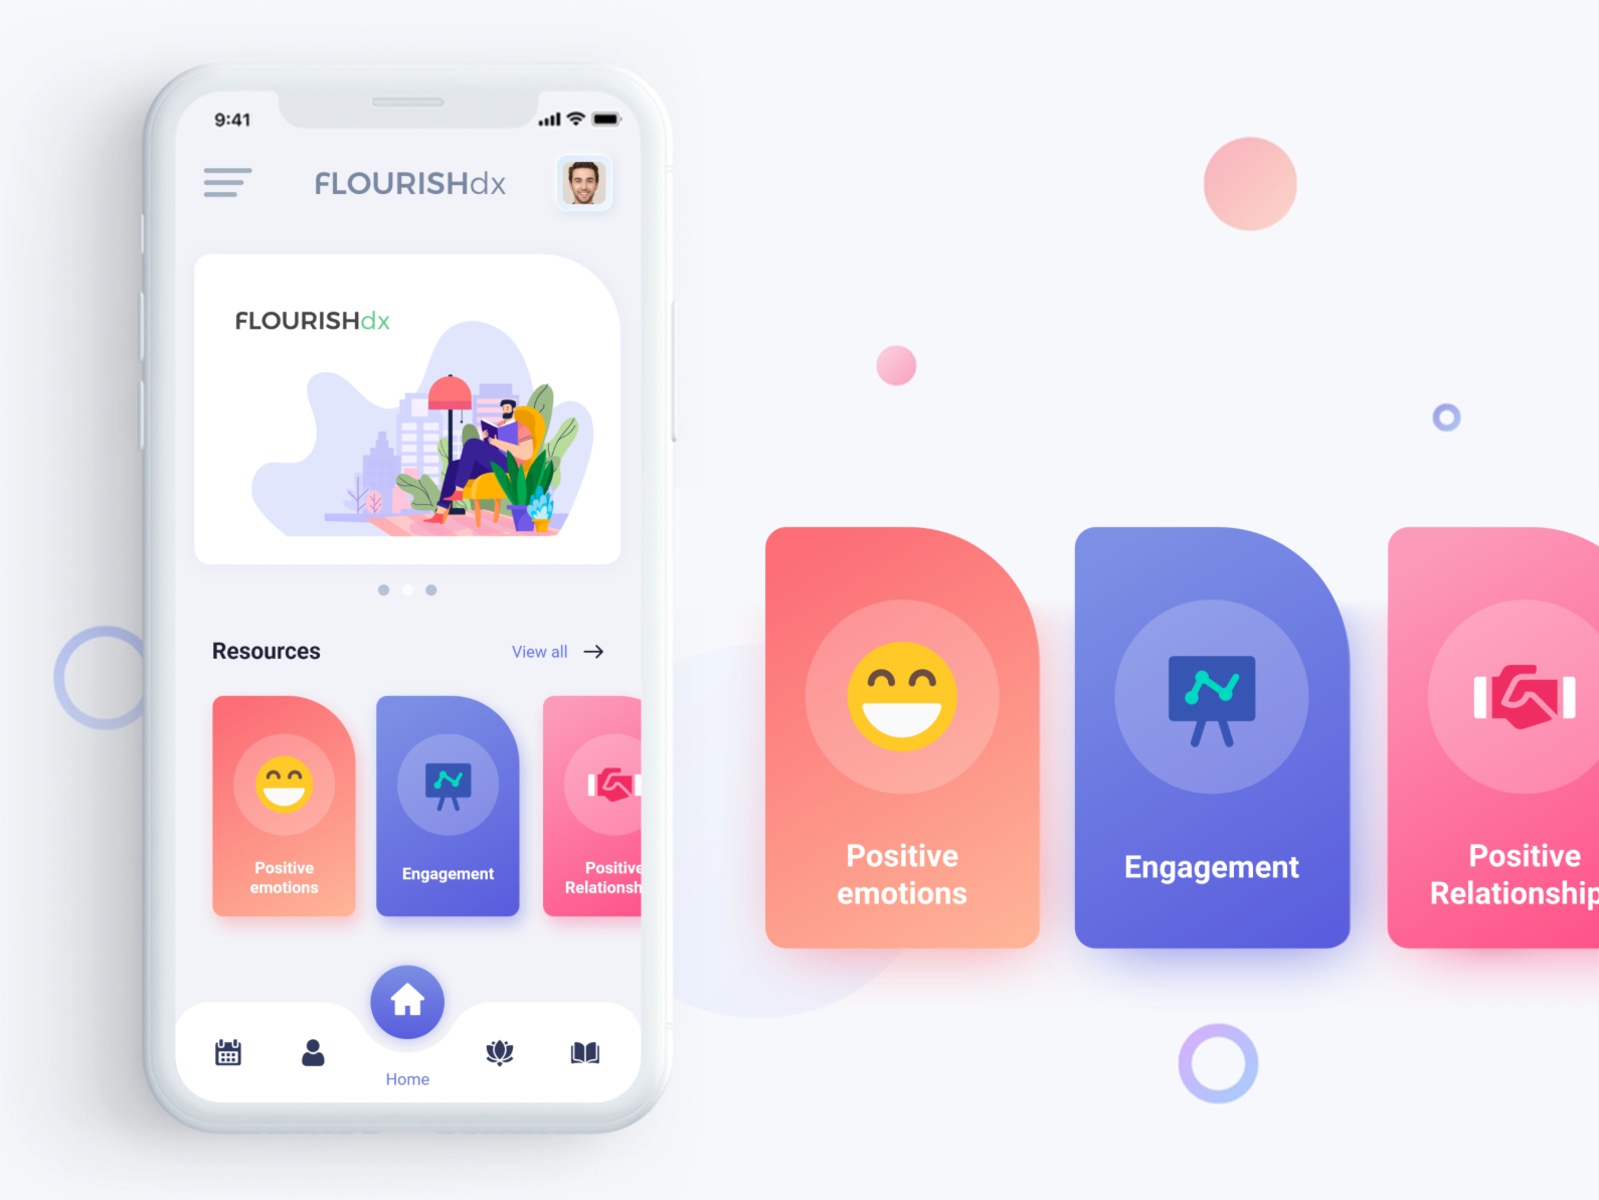 9:41
FLOURISHdx
FLOURISHdx
Resources
View all
Positive
emotions
Engagement
Positive
Relationsh
Home
Positive
emotions
Engagement
Positive
Relationship